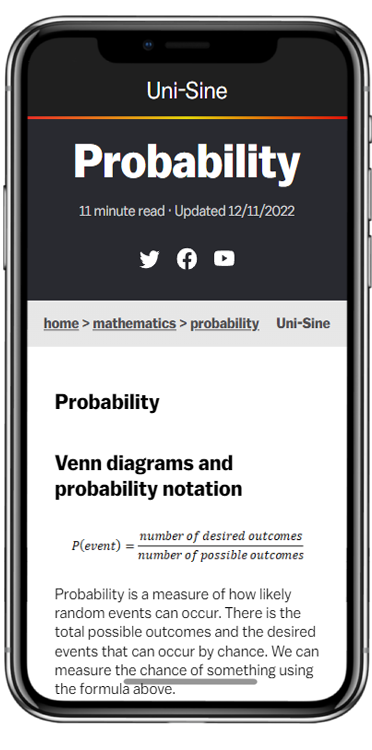 Uni-Sine
Probability
11 minute read · Updated 12/11/2022
home > mathematics > probability Uni-Sine
Probability
Venn diagrams and
probability notation
P(event) = number of desired outcomes / number of possible outcomes
Probability is a measure of how likely
random events can occur. There is the
total possible outcomes and the desired
events that can occur by chance. We can
measure the chance of something using
the formula above.